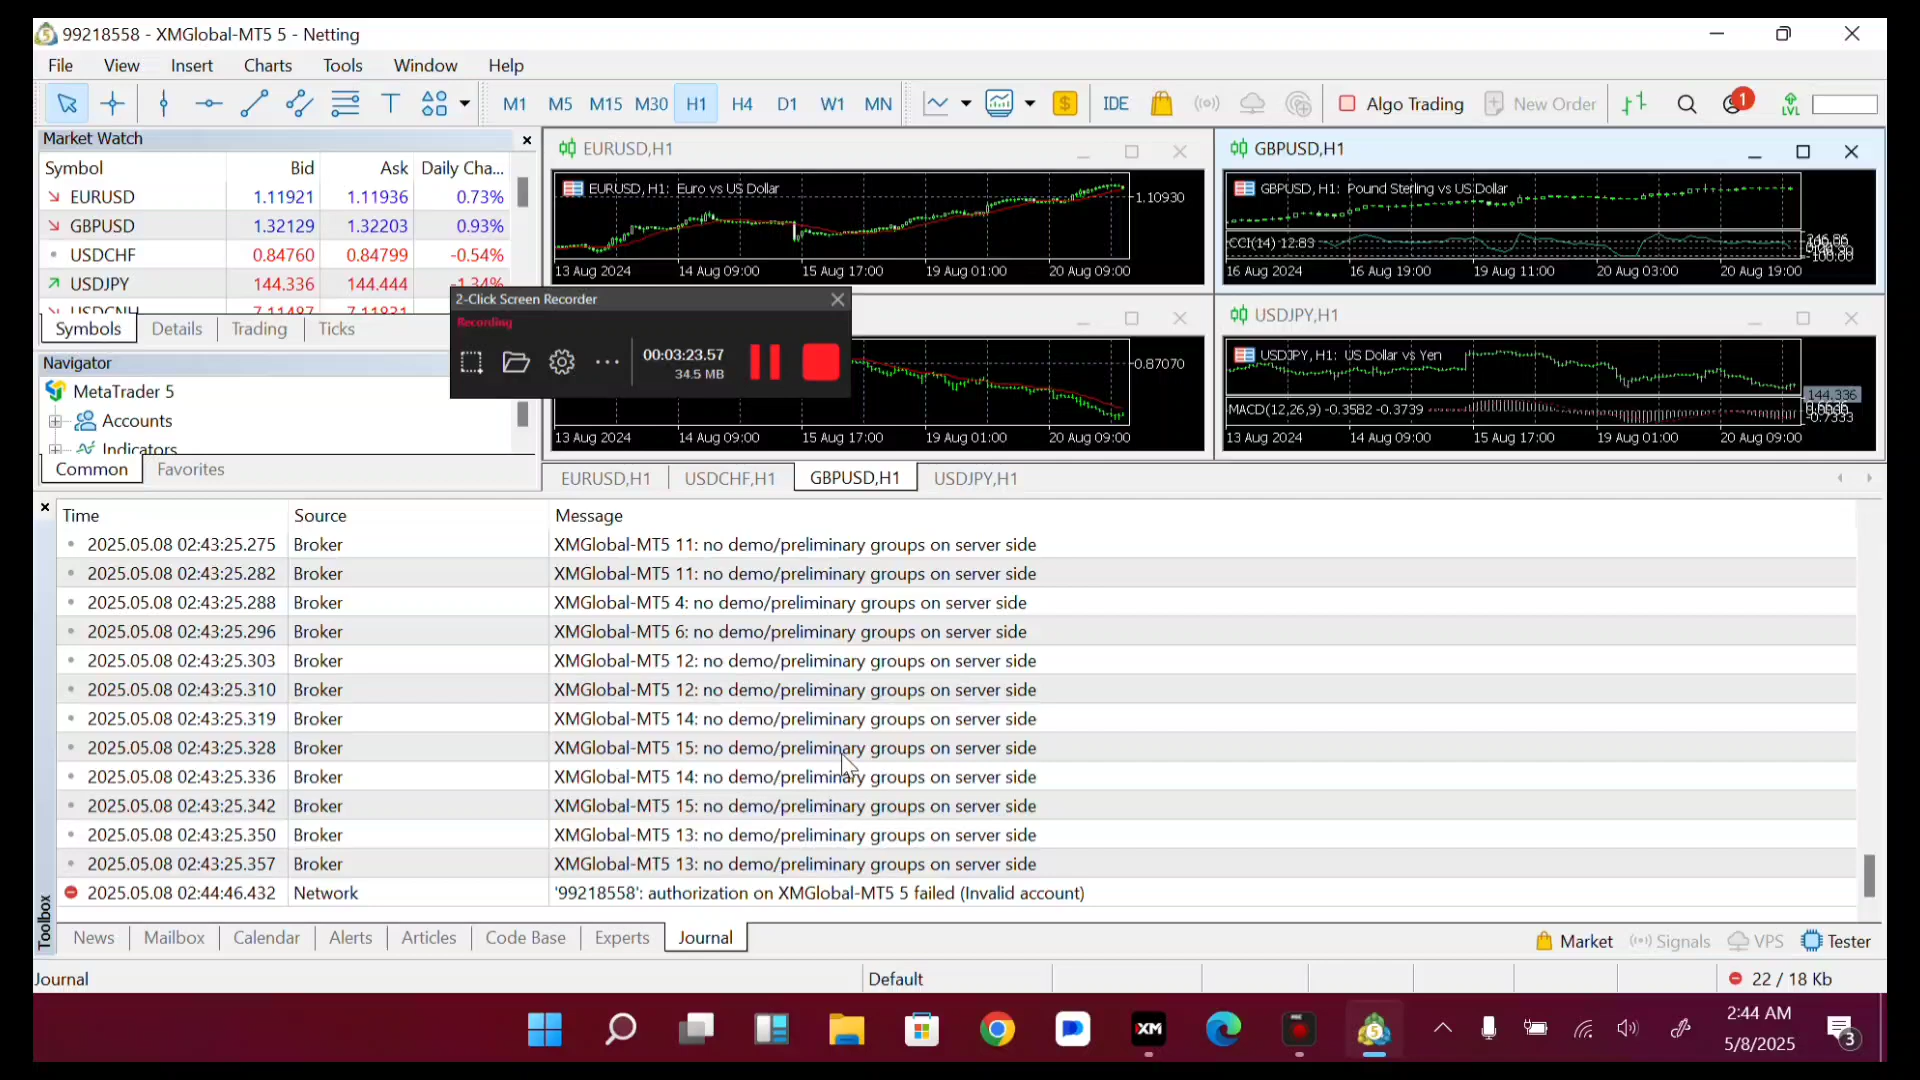 99218558 - XMGlobal-MT5 5 - Netting
File View Insert Charts Tools Window Help
M1 M5 M15 M30 H1 H4 D1 W1 MN IDE Algo Trading New Order 1 LVL
Market Watch
Symbol Bid Ask Daily Cha...
EURUSD 1.11921 1.11936 0.73%
GBPUSD 1.32129 1.32203 0.93%
USDCHF 0.84760 0.84799 -0.54%
USDJPY 144.336 144.444 -1.34%
USDCNH 7.11487 7.11831
Symbols Details Trading Ticks
Navigator
MetaTrader 5
Accounts
Indicators
Common Favorites
2-Click Screen Recorder
Recording
00:03:23.57
34.5 MB
EURUSD,H1
EURUSD, H1: Euro vs US Dollar
1.10930
13 Aug 2024 14 Aug 09:00 15 Aug 17:00 19 Aug 01:00 20 Aug 09:00
GBPUSD,H1
GBPUSD, H1: Pound Sterling vs US Dollar
CCI(14) 12.83
16 Aug 2024 16 Aug 19:00 19 Aug 11:00 20 Aug 03:00 20 Aug 19:00
0.87070
13 Aug 2024 14 Aug 09:00 15 Aug 17:00 19 Aug 01:00 20 Aug 09:00
USDJPY,H1
USDJPY, H1: US Dollar vs Yen
144.336
MACD(12,26,9) -0.3582 -0.3739
-0.7333
13 Aug 2024 14 Aug 09:00 15 Aug 17:00 19 Aug 01:00 20 Aug 09:00
EURUSD,H1 USDCHF,H1 GBPUSD,H1 USDJPY,H1
Time Source Message
2025.05.08 02:43:25.275 Broker XMGlobal-MT5 11: no demo/preliminary groups on server side
2025.05.08 02:43:25.282 Broker XMGlobal-MT5 11: no demo/preliminary groups on server side
2025.05.08 02:43:25.288 Broker XMGlobal-MT5 4: no demo/preliminary groups on server side
2025.05.08 02:43:25.296 Broker XMGlobal-MT5 6: no demo/preliminary groups on server side
2025.05.08 02:43:25.303 Broker XMGlobal-MT5 12: no demo/preliminary groups on server side
2025.05.08 02:43:25.310 Broker XMGlobal-MT5 12: no demo/preliminary groups on server side
2025.05.08 02:43:25.319 Broker XMGlobal-MT5 14: no demo/preliminary groups on server side
2025.05.08 02:43:25.328 Broker XMGlobal-MT5 15: no demo/preliminary groups on server side
2025.05.08 02:43:25.336 Broker XMGlobal-MT5 14: no demo/preliminary groups on server side
2025.05.08 02:43:25.342 Broker XMGlobal-MT5 15: no demo/preliminary groups on server side
2025.05.08 02:43:25.350 Broker XMGlobal-MT5 13: no demo/preliminary groups on server side
2025.05.08 02:43:25.357 Broker XMGlobal-MT5 13: no demo/preliminary groups on server side
2025.05.08 02:44:46.432 Network '99218558': authorization on XMGlobal-MT5 5 failed (Invalid account)
Toolbox
News Mailbox Calendar Alerts Articles Code Base Experts Journal Market Signals VPS Tester
Journal Default 22 / 18 Kb
XM
5
2:44 AM
5/8/2025
3